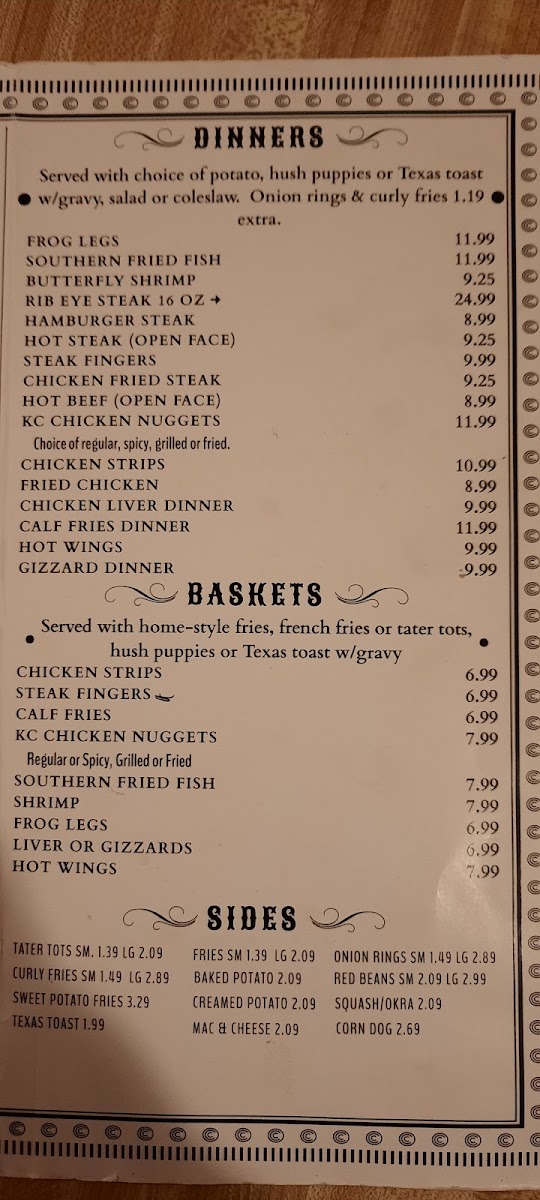 DINNERS
Served with choice of potato, hush puppies or Texas toast
• w/gravy, salad or coleslaw. Onion rings & curly fries 1.19 •
extra.
FROG LEGS 11.99
SOUTHERN FRIED FISH 11.99
BUTTERFLY SHRIMP 9.25
RIB EYE STEAK 16 OZ → 24.99
HAMBURGER STEAK 8.99
HOT STEAK (OPEN FACE) 9.25
STEAK FINGERS 9.99
CHICKEN FRIED STEAK 9.25
HOT BEEF (OPEN FACE) 8.99
KC CHICKEN NUGGETS 11.99
Choice of regular, spicy, grilled or fried.
CHICKEN STRIPS 10.99
FRIED CHICKEN 8.99
CHICKEN LIVER DINNER 9.99
CALF FRIES DINNER 11.99
HOT WINGS 9.99
GIZZARD DINNER 9.99
BASKETS
• Served with home-style fries, french fries or tater tots, •
hush puppies or Texas toast w/gravy
CHICKEN STRIPS 6.99
STEAK FINGERS 6.99
CALF FRIES 6.99
KC CHICKEN NUGGETS 7.99
Regular or Spicy, Grilled or Fried
SOUTHERN FRIED FISH 7.99
SHRIMP 7.99
FROG LEGS 6.99
LIVER OR GIZZARDS 6.99
HOT WINGS 7.99
SIDES
TATER TOTS SM. 1.39 LG 2.09 FRIES SM 1.39 LG 2.09 ONION RINGS SM 1.49 LG 2.89
CURLY FRIES SM 1.49 LG 2.89 BAKED POTATO 2.09 RED BEANS SM 2.09 LG 2.99
SWEET POTATO FRIES 3.29 CREAMED POTATO 2.09 SQUASH/OKRA 2.09
TEXAS TOAST 1.99 MAC & CHEESE 2.09 CORN DOG 2.69